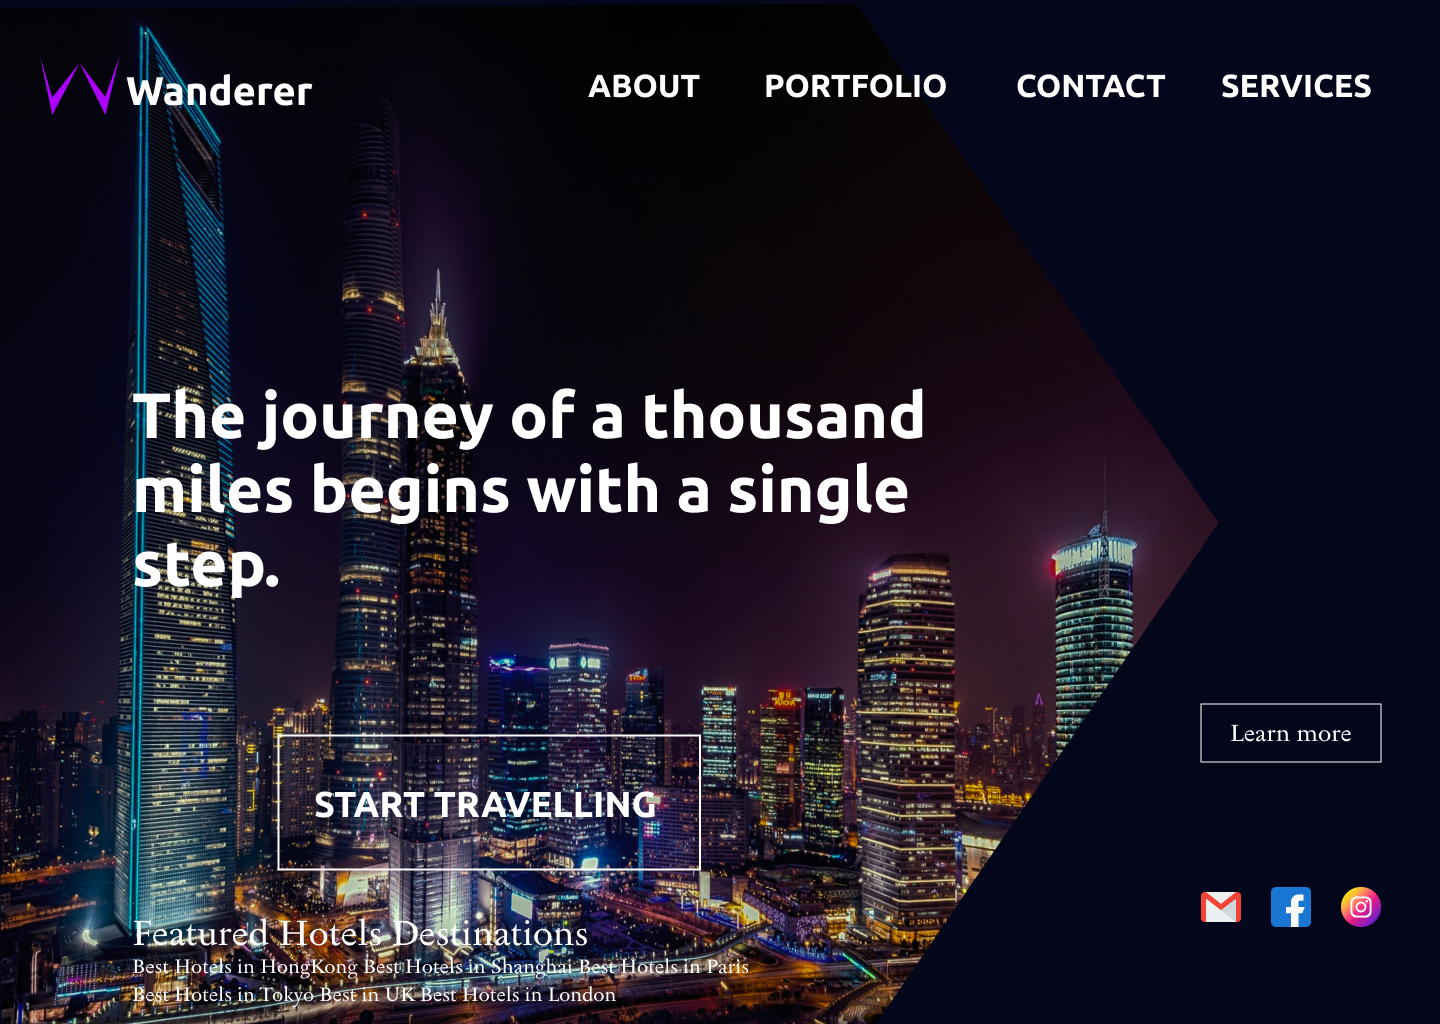 Wanderer
ABOUT PORTFOLIO CONTACT SERVICES
The journey of a thousand
miles begins with a single
step.
START TRAVELLING
Learn more
Featured Hotels Destinations
Best Hotels in HongKong Best Hotels in Shanghai Best Hotels in Paris
Best Hotels in Tokyo Best in UK Best Hotels in London